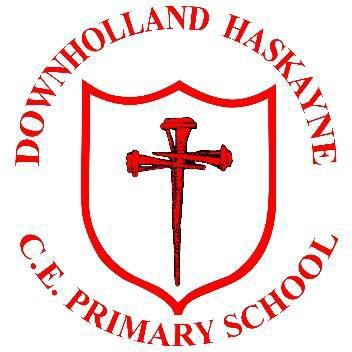 DOWNHOLLAND HASKAYNE
C.E. PRIMARY SCHOOL